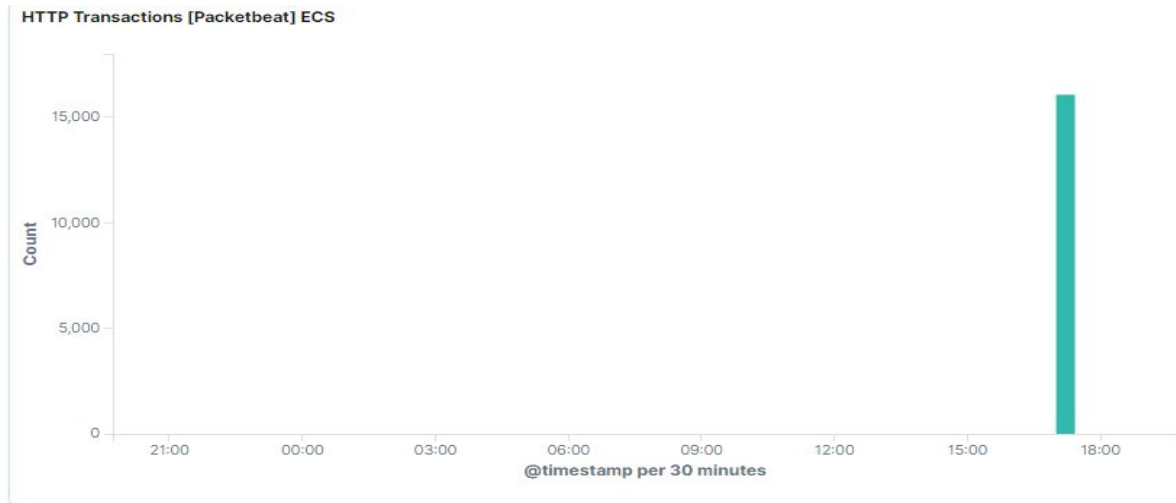 HTTP Transactions [Packetbeat] ECS
15,000
10,000
5,000
0
Count
21:00 00:00 03:00 06:00 09:00 12:00 15:00 18:00
@timestamp per 30 minutes